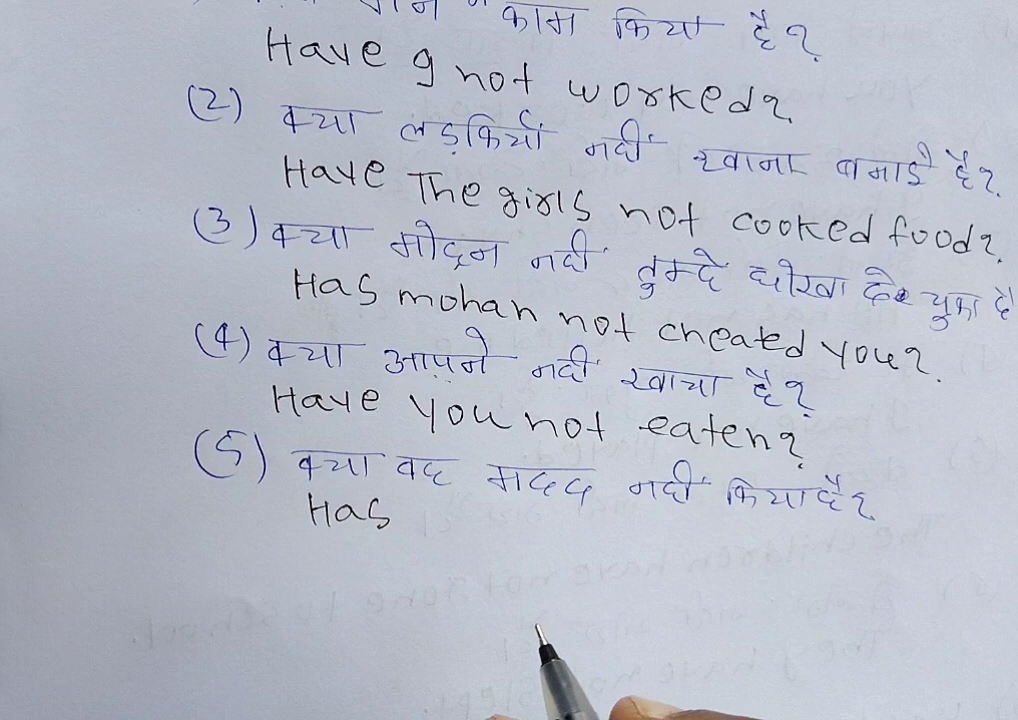 काम किया है?
Have I not worked?
(2) क्या लड़कियाँ नहीं खाना बनाई है?
Have The girls not cooked food?
(3) क्या मोहन नहीं तुम्हें धोखा दे चुका है
Has mohan not cheated you?
(4) क्या आपने नहीं खाया है?
Have you not eaten?
(5) क्या वह मदद नहीं किया है?
Has